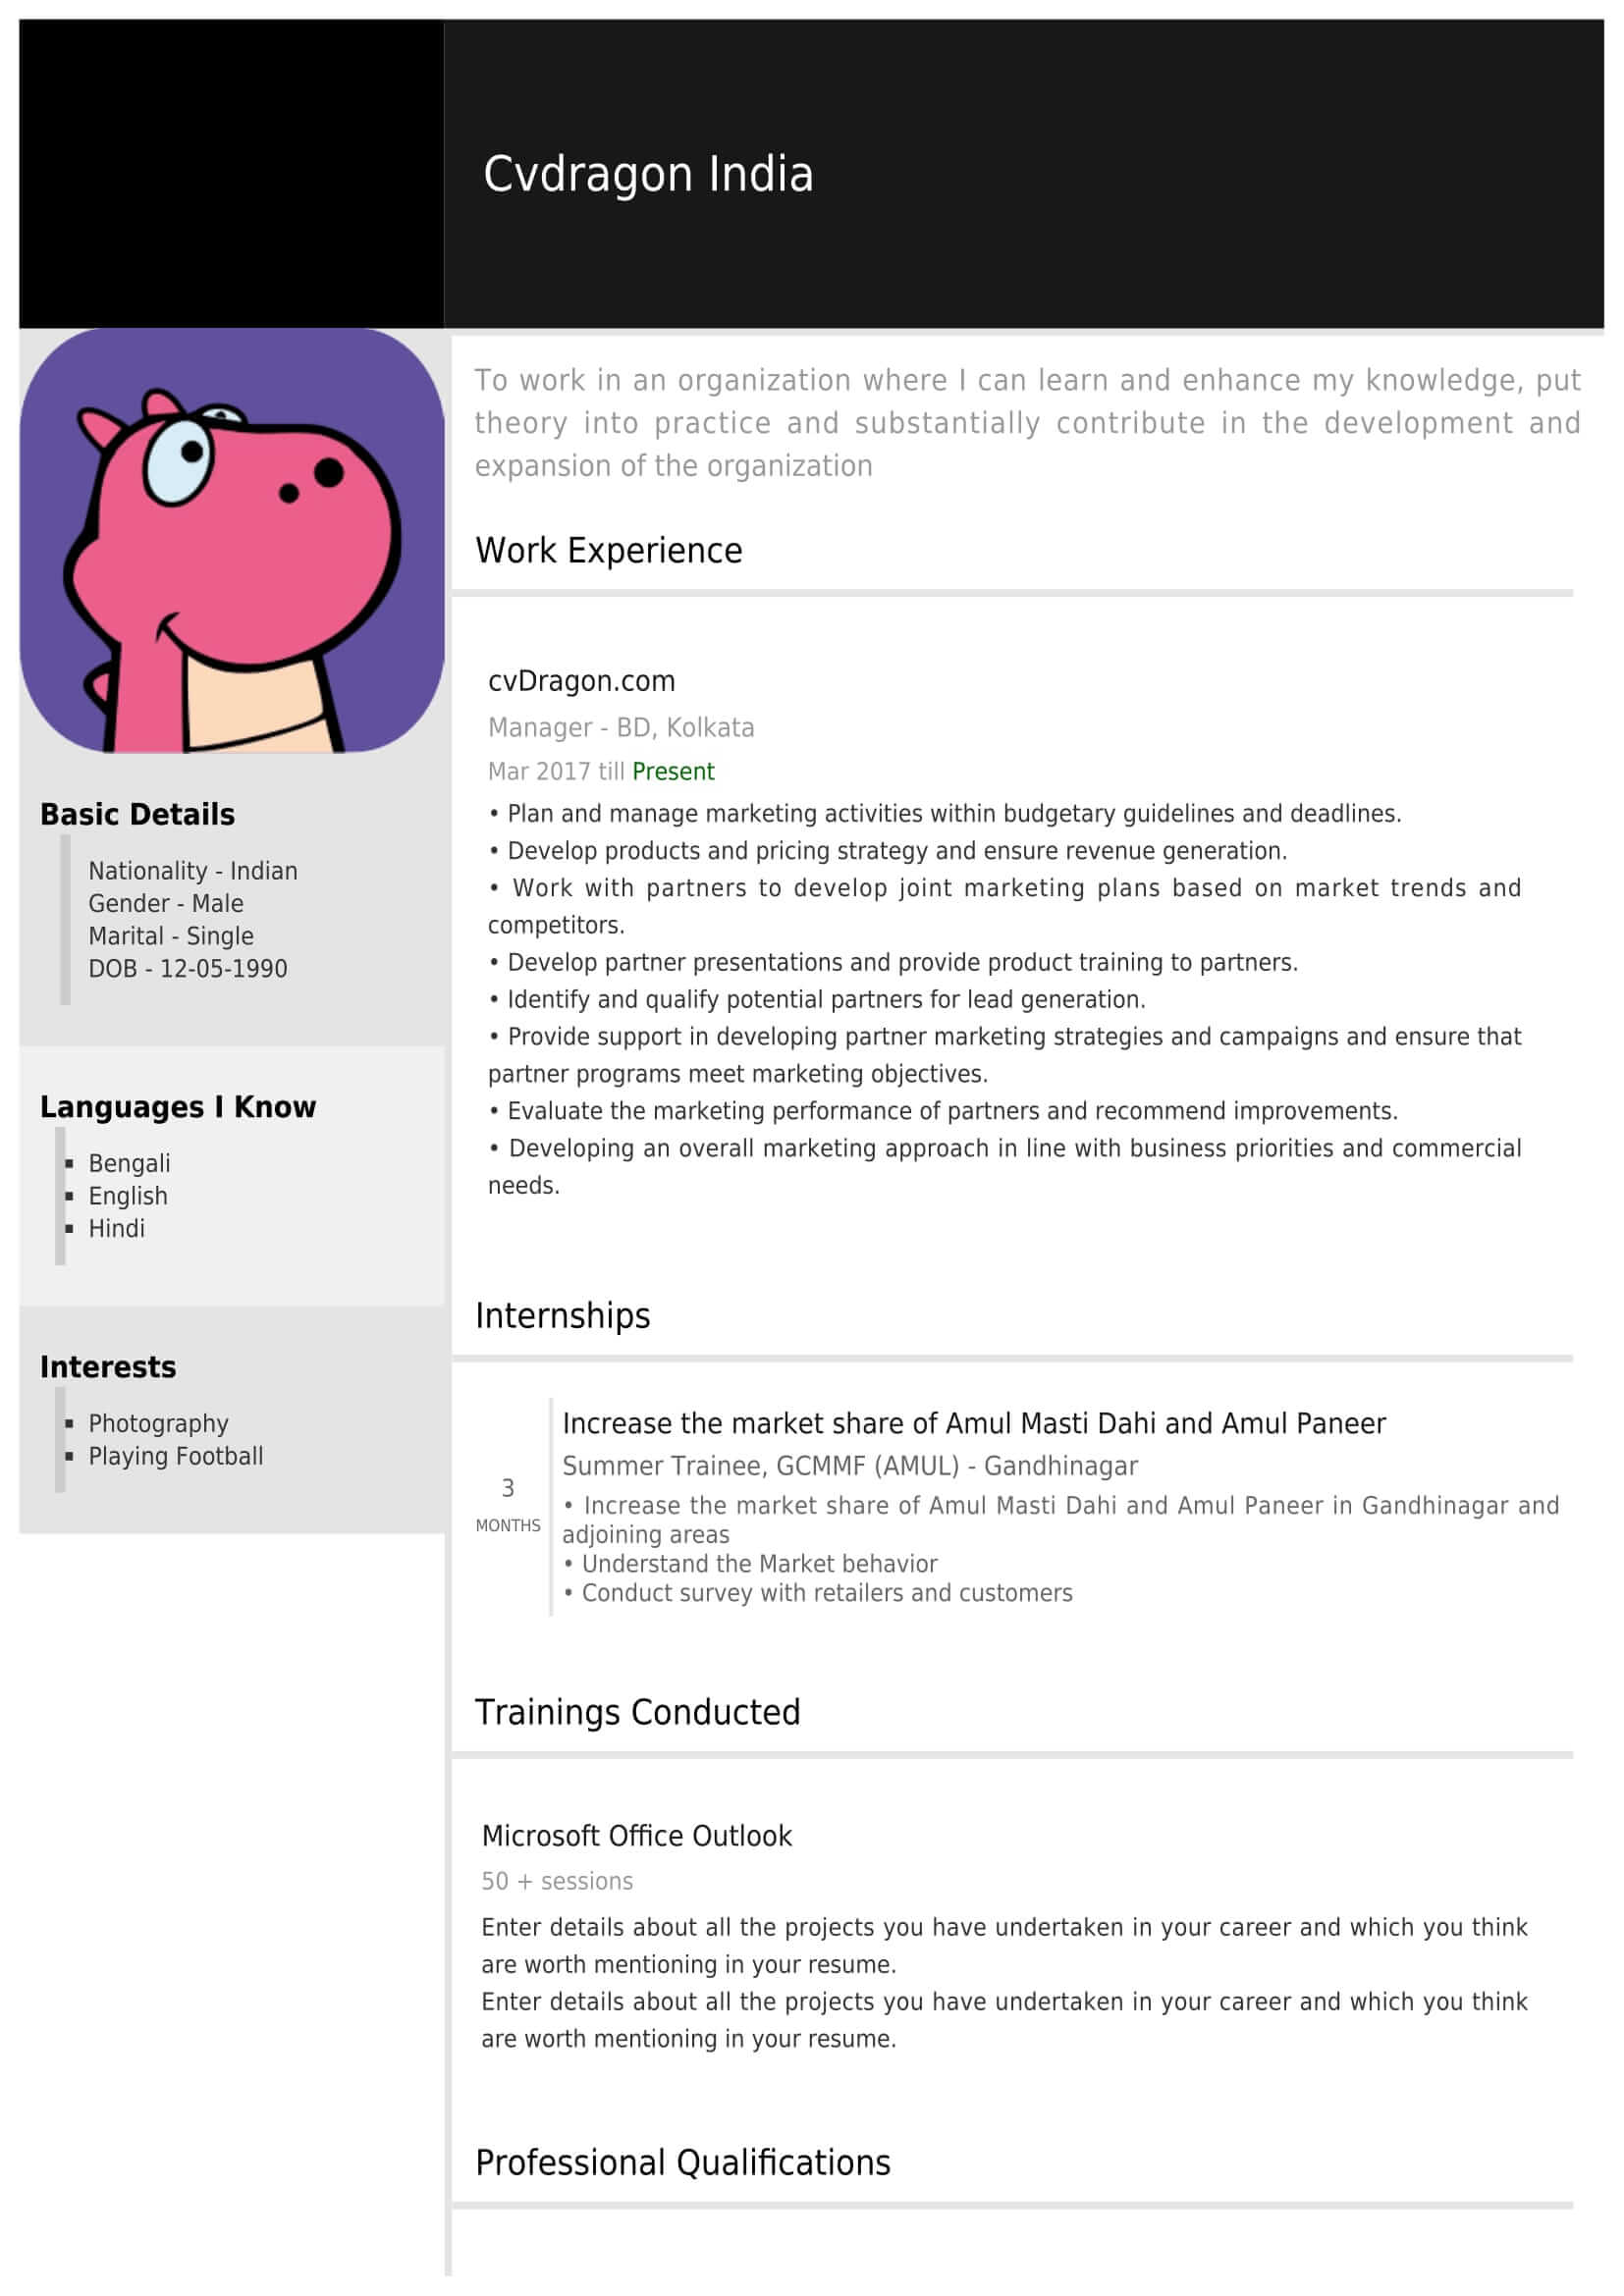 Cvdragon India
To work in an organization where I can learn and enhance my knowledge, put
theory into practice and substantially contribute in the development and
expansion of the organization
Work Experience
cvDragon.com
Manager - BD, Kolkata
Mar 2017 till Present
• Plan and manage marketing activities within budgetary guidelines and deadlines.
• Develop products and pricing strategy and ensure revenue generation.
• Work with partners to develop joint marketing plans based on market trends and
competitors.
• Develop partner presentations and provide product training to partners.
• Identify and qualify potential partners for lead generation.
• Provide support in developing partner marketing strategies and campaigns and ensure that
partner programs meet marketing objectives.
• Evaluate the marketing performance of partners and recommend improvements.
• Developing an overall marketing approach in line with business priorities and commercial
needs.
Basic Details
Nationality - Indian
Gender - Male
Marital - Single
DOB - 12-05-1990
Languages I Know
▪ Bengali
▪ English
▪ Hindi
Interests
▪ Photography
▪ Playing Football
Internships
3
MONTHS
Increase the market share of Amul Masti Dahi and Amul Paneer
Summer Trainee, GCMMF (AMUL) - Gandhinagar
• Increase the market share of Amul Masti Dahi and Amul Paneer in Gandhinagar and
adjoining areas
• Understand the Market behavior
• Conduct survey with retailers and customers
Trainings Conducted
Microsoft Office Outlook
50 + sessions
Enter details about all the projects you have undertaken in your career and which you think
are worth mentioning in your resume.
Enter details about all the projects you have undertaken in your career and which you think
are worth mentioning in your resume.
Professional Qualifications